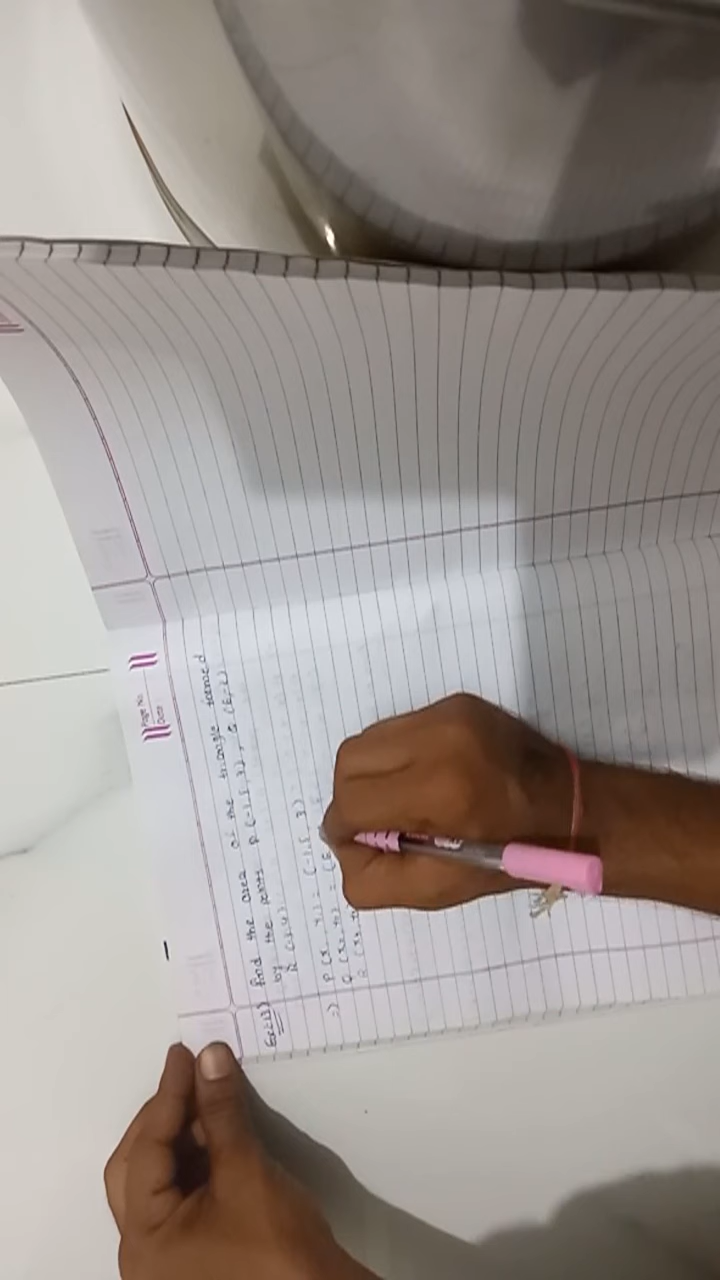 Page No.
Date
Ex:-13) find the area of the triangle formed
by the points P(-1.5, 3), Q(6,-2)
R(-3,4).
=) P(x1, y1) = (-1.5, 3)
Q(x2, y2) = (6,